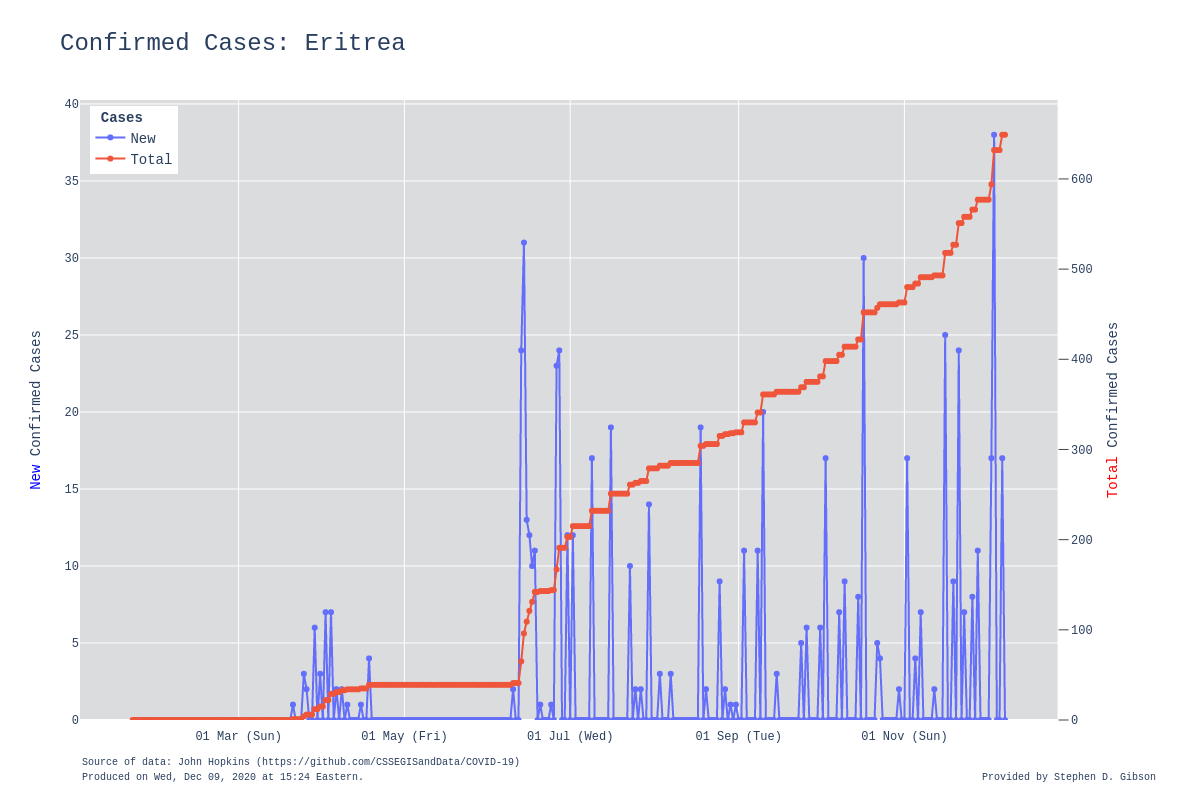 Confirmed Cases: Eritrea
Cases
New
Total
40
35
30
25
20
15
10
5
0
600
500
400
300
200
100
0
New Confirmed Cases
Total Confirmed Cases
01 Mar (Sun)
01 May (Fri)
01 Jul (Wed)
01 Sep (Tue)
01 Nov (Sun)
Source of data: John Hopkins (https://github.com/CSSEGISandData/COVID-19)
Produced on Wed, Dec 09, 2020 at 15:24 Eastern.
Provided by Stephen D. Gibson